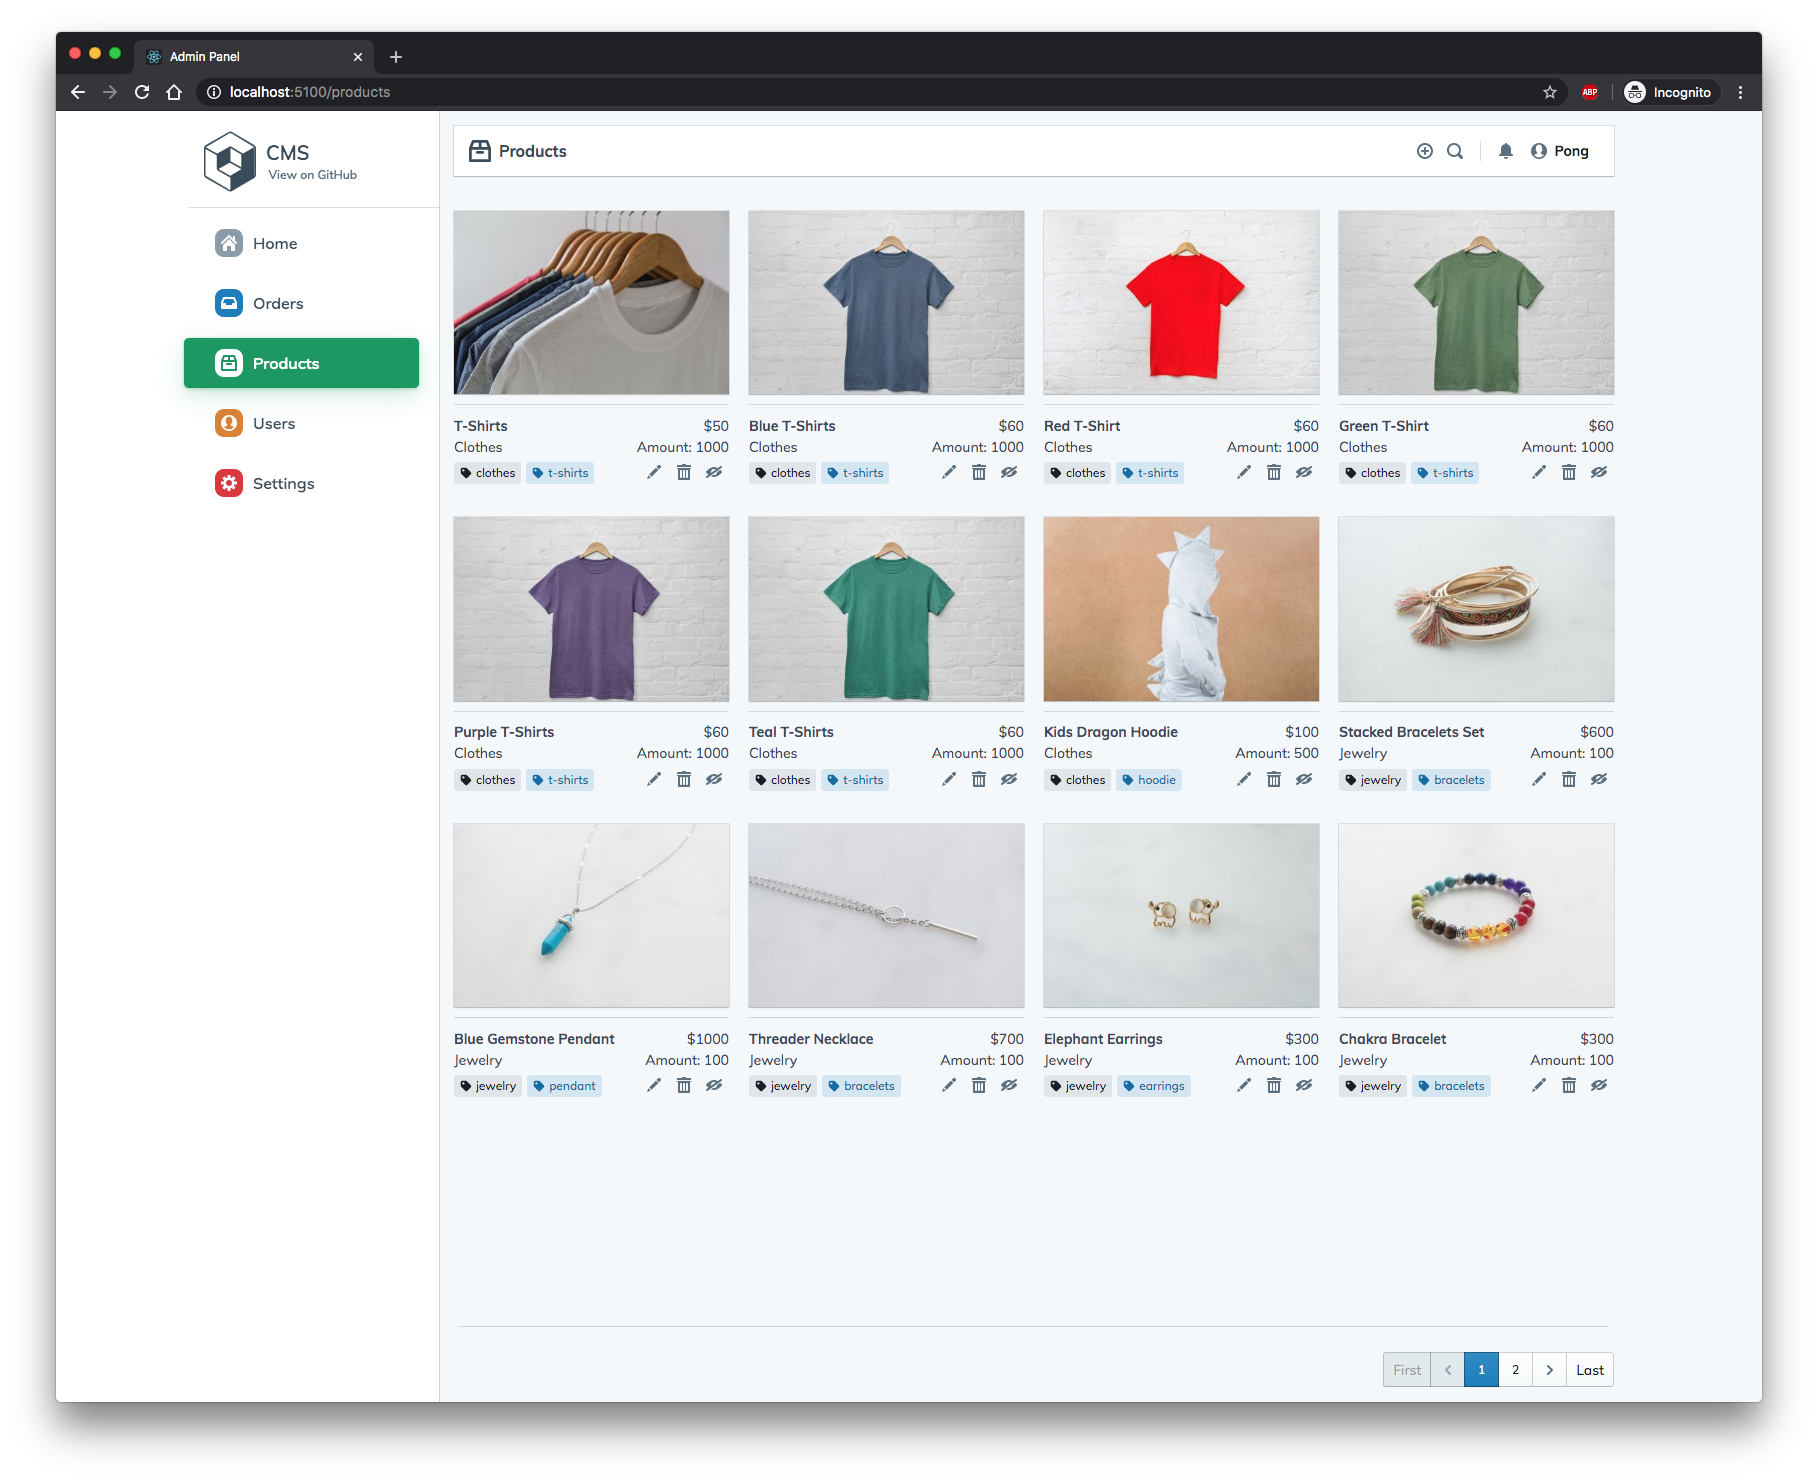 Admin Panel
localhost:5100/products
ABP
Incognito
CMS
View on GitHub
Home
Orders
Products
Users
Settings
Products
Pong
T-Shirts $50
Clothes Amount: 1000
clothes t-shirts
Blue T-Shirts $60
Clothes Amount: 1000
clothes t-shirts
Red T-Shirt $60
Clothes Amount: 1000
clothes t-shirts
Green T-Shirt $60
Clothes Amount: 1000
clothes t-shirts
Purple T-Shirts $60
Clothes Amount: 1000
clothes t-shirts
Teal T-Shirts $60
Clothes Amount: 1000
clothes t-shirts
Kids Dragon Hoodie $100
Clothes Amount: 500
clothes hoodie
Stacked Bracelets Set $600
Jewelry Amount: 100
jewelry bracelets
Blue Gemstone Pendant $1000
Jewelry Amount: 100
jewelry pendant
Threader Necklace $700
Jewelry Amount: 100
jewelry bracelets
Elephant Earrings $300
Jewelry Amount: 100
jewelry earrings
Chakra Bracelet $300
Jewelry Amount: 100
jewelry bracelets
First 1 2 Last